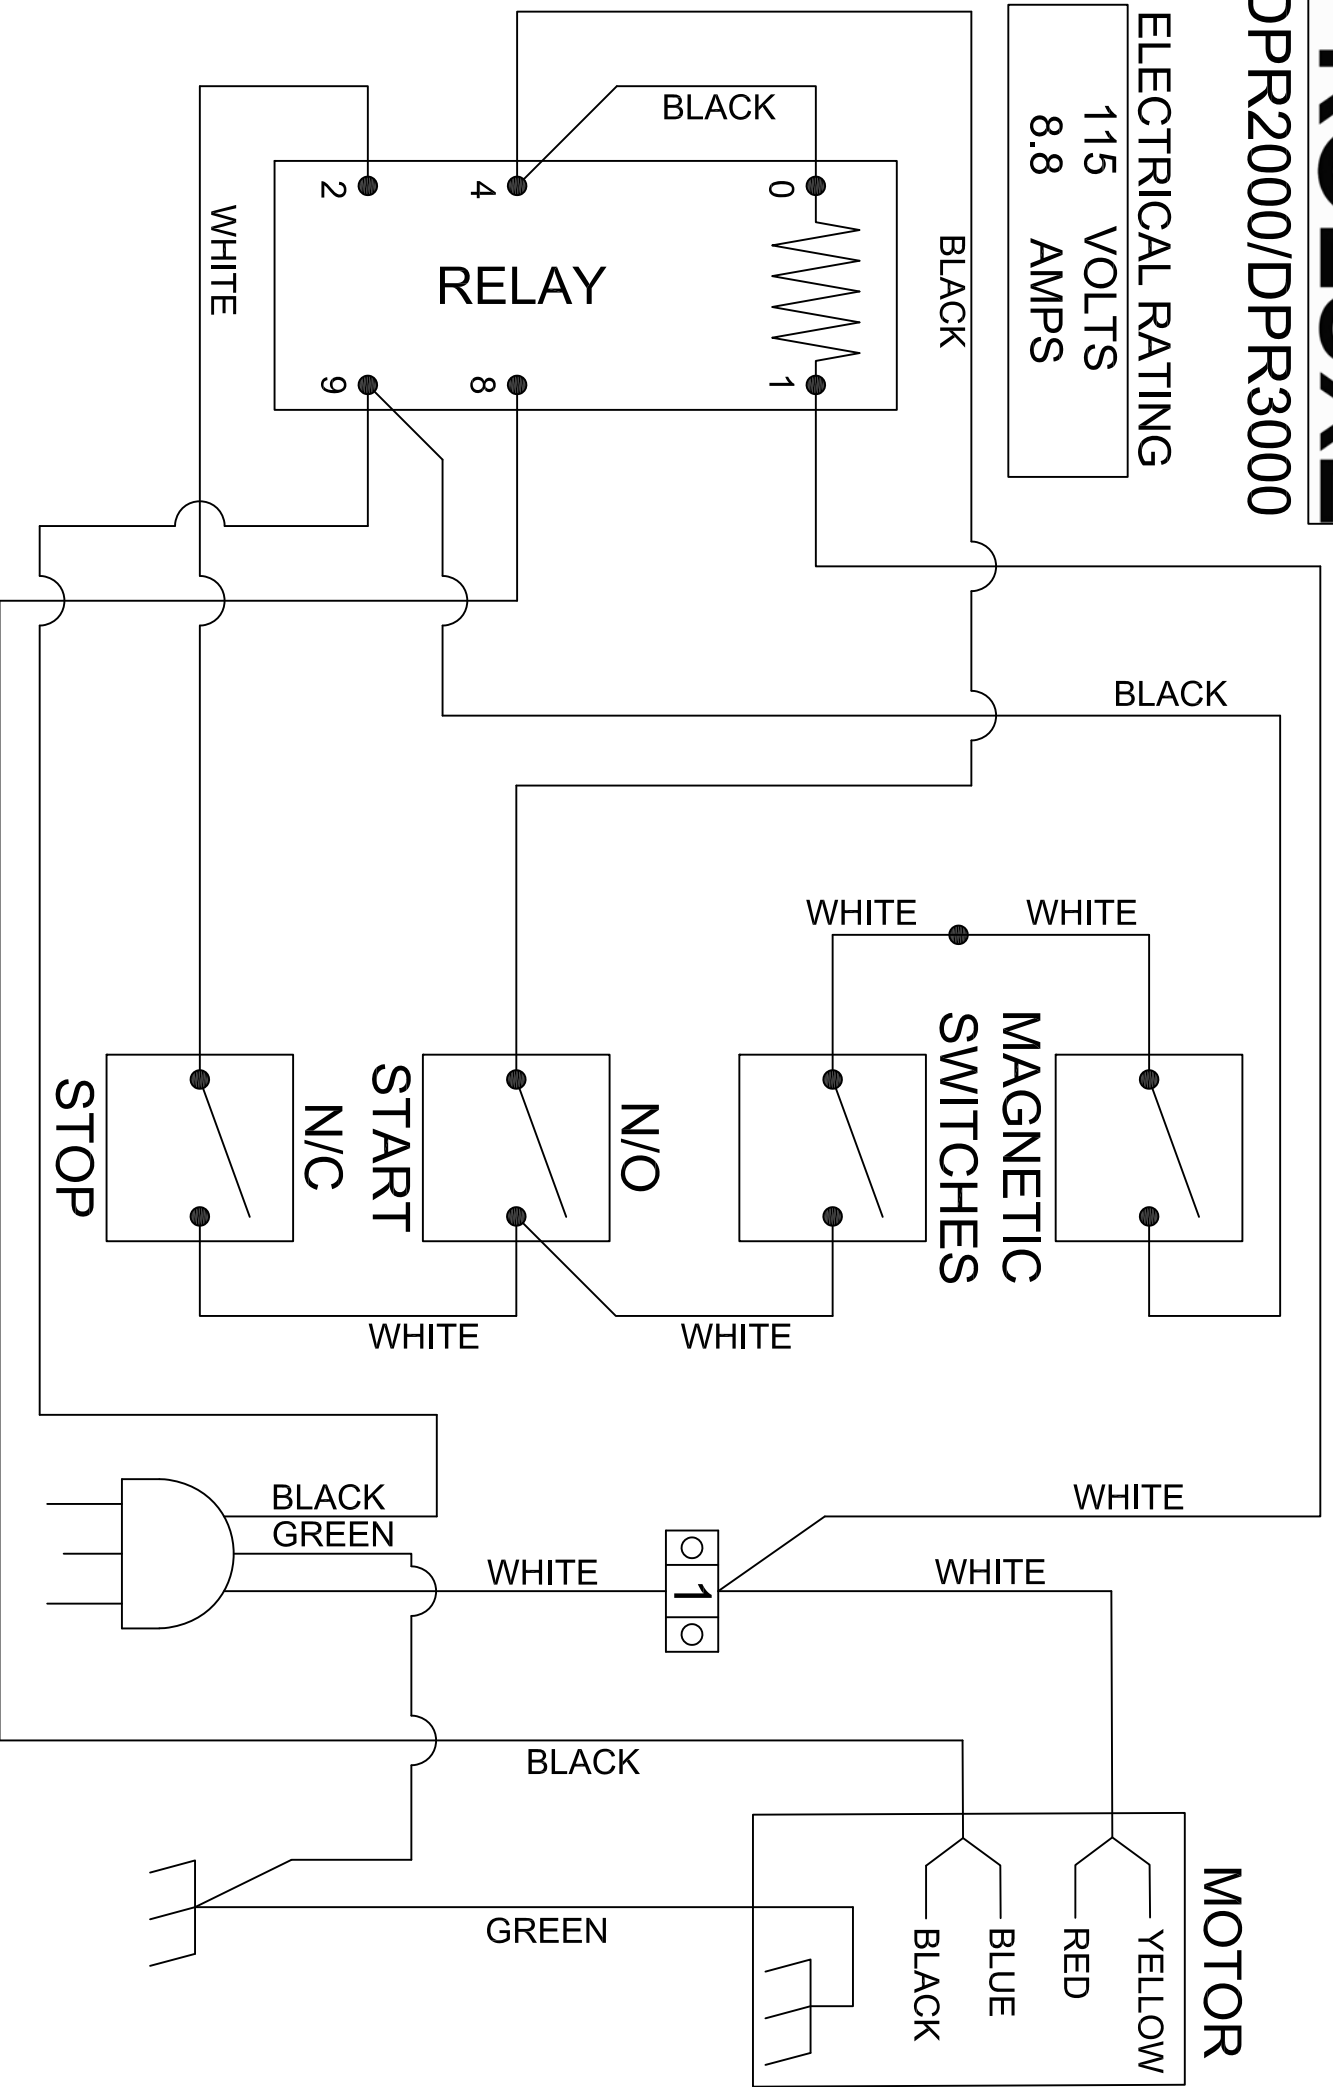 DPR2000/DPR3000
ELECTRICAL RATING
115 VOLTS
8.8 AMPS
BLACK
BLACK
0
4
2
RELAY
WHITE
1
8
9
BLACK
WHITE
WHITE
MAGNETIC
SWITCHES
N/O
START
N/C
STOP
WHITE
WHITE
BLACK
GREEN
WHITE
1
WHITE
WHITE
BLACK
MOTOR
YELLOW
RED
BLUE
BLACK
GREEN